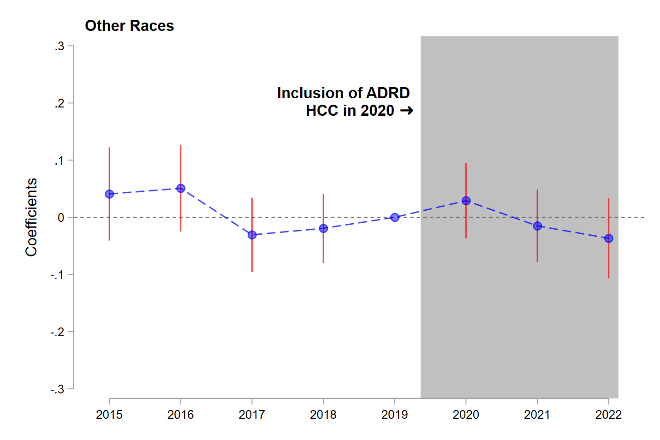 Other Races
.3
Inclusion of ADRD
.2
HCC in 2020 →
.1
Coefficients
0
-.1
-.2
-.3
2015 2016 2017 2018 2019 2020 2021 2022